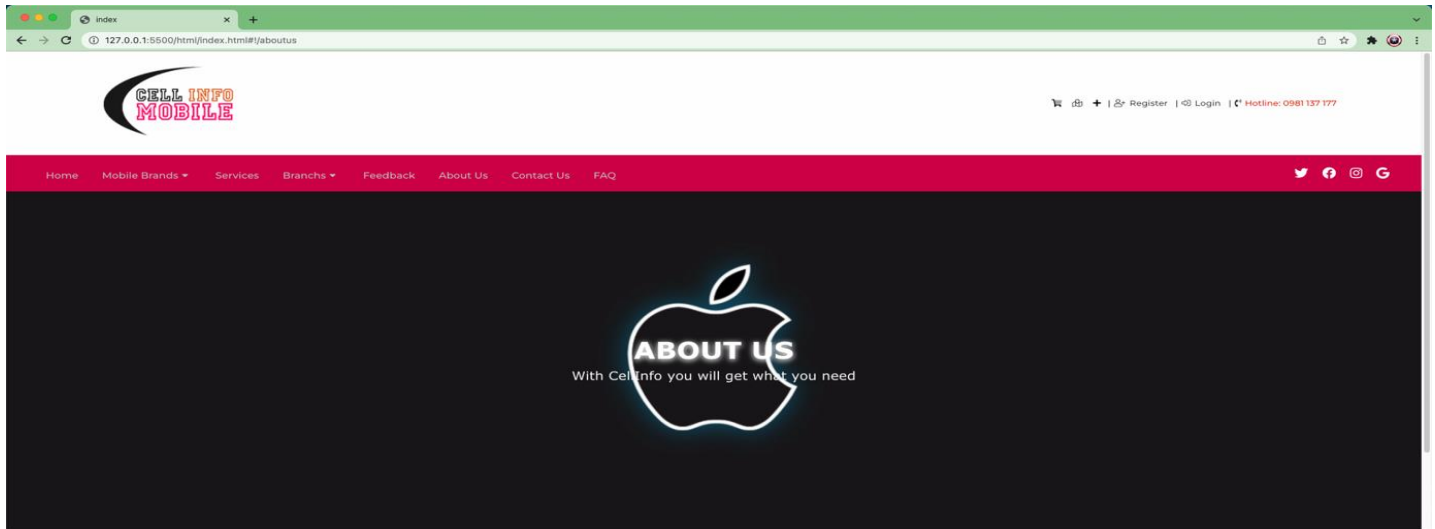 index
127.0.0.1:5500/html/index.html#!/aboutus
CELL INFO
MOBILE
| Register | Login | Hotline: 0981 137 177
Home Mobile Brands Services Branchs Feedback About Us Contact Us FAQ
ABOUT US
With CellInfo you will get what you need